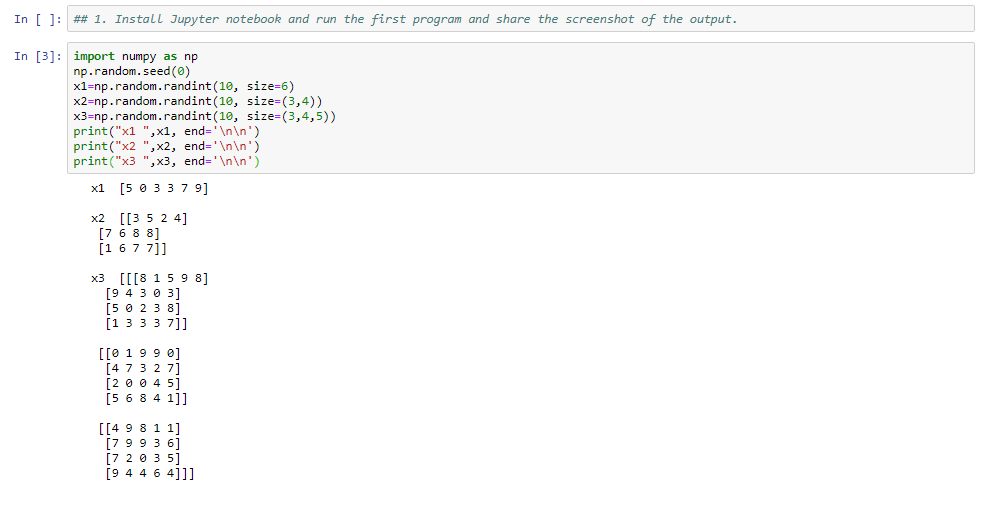 In [ ]: ## 1. Install Jupyter notebook and run the first program and share the screenshot of the output.
In [3]: import numpy as np
np.random.seed(0)
x1=np.random.randint(10, size=6)
x2=np.random.randint(10, size=(3,4))
x3=np.random.randint(10, size=(3,4,5))
print("x1 ",x1, end='\n\n')
print("x2 ",x2, end='\n\n')
print("x3 ",x3, end='\n\n')
x1  [5 0 3 3 7 9]
x2  [[3 5 2 4]
[7 6 8 8]
[1 6 7 7]]
x3  [[[8 1 5 9 8]
[9 4 3 0 3]
[5 0 2 3 8]
[1 3 3 3 7]]
[[0 1 9 9 0]
[4 7 3 2 7]
[2 0 0 4 5]
[5 6 8 4 1]]
[[4 9 8 1 1]
[7 9 9 3 6]
[7 2 0 3 5]
[9 4 4 6 4]]]